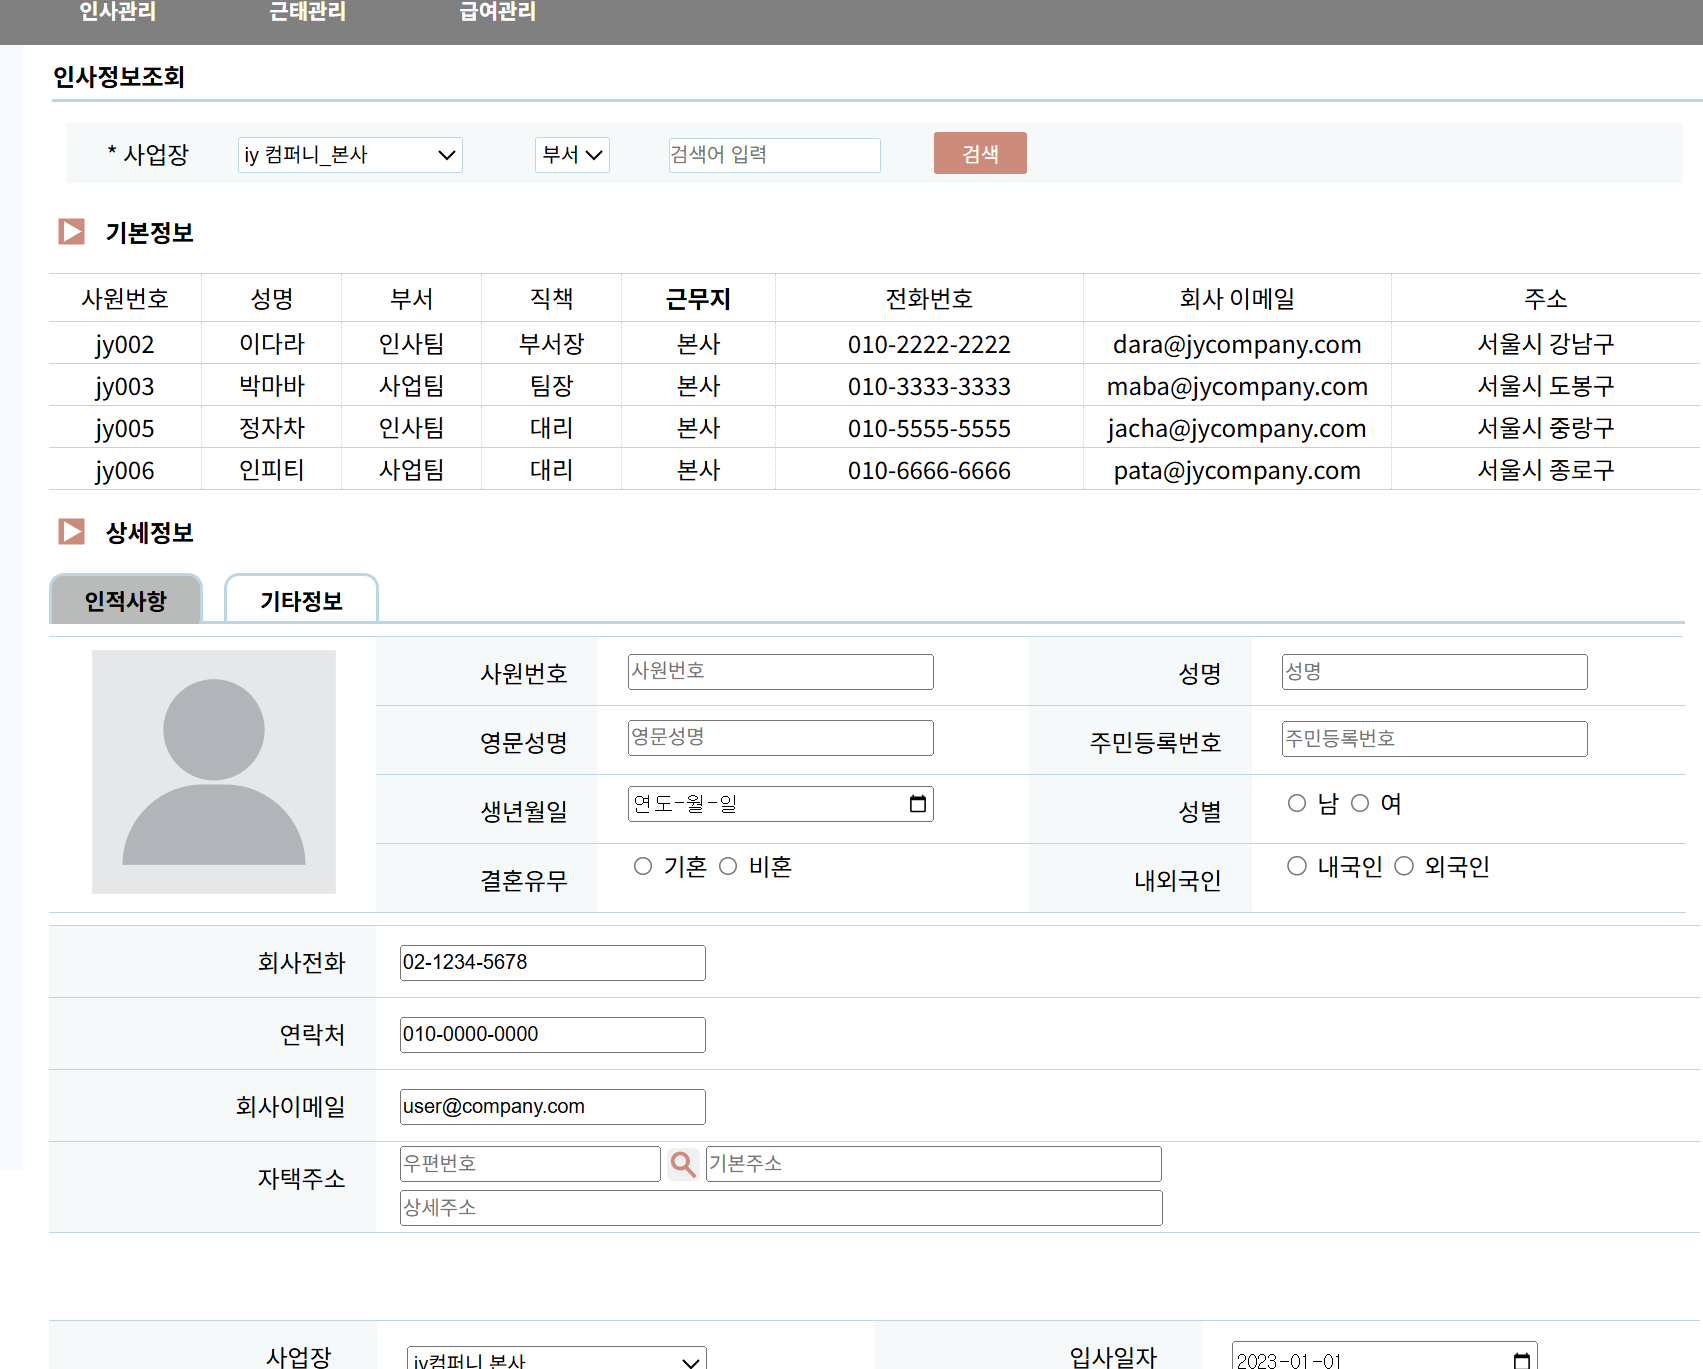 인사관리 근태관리 급여관리
인사정보조회
* 사업장 jy 컴퍼니_본사 부서 검색어 입력 검색
기본정보
사원번호 성명 부서 직책 근무지 전화번호 회사 이메일 주소
jy002 이다라 인사팀 부서장 본사 010-2222-2222 dara@jycompany.com 서울시 강남구
jy003 박마바 사업팀 팀장 본사 010-3333-3333 maba@jycompany.com 서울시 도봉구
jy005 정자차 인사팀 대리 본사 010-5555-5555 jacha@jycompany.com 서울시 중랑구
jy006 인피티 사업팀 대리 본사 010-6666-6666 pata@jycompany.com 서울시 종로구
상세정보
인적사항 기타정보
사원번호 사원번호 성명 성명
영문성명 영문성명 주민등록번호 주민등록번호
생년월일 연도-월-일 성별 남 여
결혼유무 기혼 비혼 내외국인 내국인 외국인
회사전화 02-1234-5678
연락처 010-0000-0000
회사이메일 user@company.com
자택주소 우편번호 기본주소
상세주소
사업장 jy컴퍼니 본사 입사일자 2023-01-01